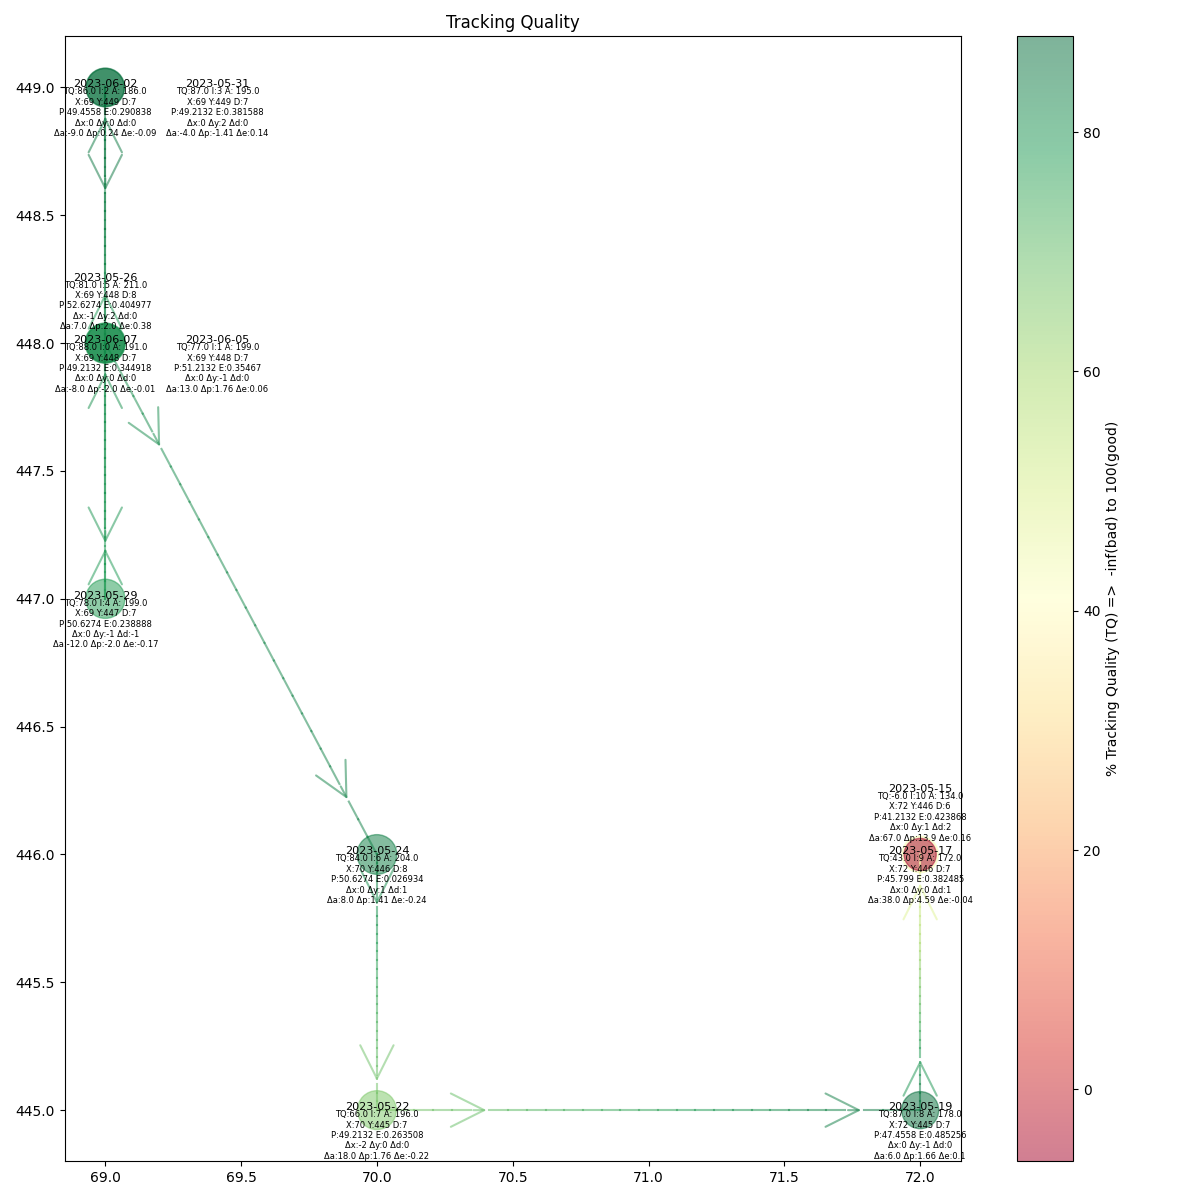 Tracking Quality
449.0
448.5
448.0
447.5
447.0
446.5
446.0
445.5
445.0
2023-06-02
TQ:86.0 I:2 A: 186.0
X:69 Y:449 D:7
P:49.4558 E:0.290838
Δx:0 Δy:0 Δd:0
Δa:-9.0 Δp:0.24 Δe:-0.09
2023-05-31
TQ:87.0 I:3 A: 195.0
X:69 Y:449 D:7
P:49.2132 E:0.381588
Δx:0 Δy:2 Δd:0
Δa:-4.0 Δp:-1.41 Δe:0.14
2023-05-26
TQ:81.0 I:5 A: 211.0
X:69 Y:448 D:8
P:52.6274 E:0.404977
Δx:-1 Δy:2 Δd:0
Δa:7.0 Δp:2.0 Δe:0.38
2023-06-07
TQ:88.0 I:0 A: 191.0
X:69 Y:448 D:7
P:49.2132 E:0.344918
Δx:0 Δy:0 Δd:0
Δa:-8.0 Δp:-2.0 Δe:-0.01
2023-06-05
TQ:77.0 I:1 A: 199.0
X:69 Y:448 D:7
P:51.2132 E:0.35467
Δx:0 Δy:-1 Δd:0
Δa:13.0 Δp:1.76 Δe:0.06
2023-05-29
TQ:78.0 I:4 A: 199.0
X:69 Y:447 D:7
P:50.6274 E:0.238888
Δx:0 Δy:-1 Δd:-1
Δa:-12.0 Δp:-2.0 Δe:-0.17
2023-05-24
TQ:84.0 I:6 A: 204.0
X:70 Y:446 D:8
P:50.6274 E:0.026934
Δx:0 Δy:1 Δd:1
Δa:8.0 Δp:1.41 Δe:-0.24
2023-05-15
TQ:-6.0 I:10 A: 134.0
X:72 Y:446 D:6
P:41.2132 E:0.423868
Δx:0 Δy:1 Δd:2
Δa:67.0 Δp:13.9 Δe:0.16
2023-05-17
TQ:43.0 I:9 A: 172.0
X:72 Y:446 D:7
P:45.799 E:0.382485
Δx:0 Δy:0 Δd:1
Δa:38.0 Δp:4.59 Δe:-0.04
2023-05-22
TQ:66.0 I:7 A: 196.0
X:70 Y:445 D:7
P:49.2132 E:0.263508
Δx:-2 Δy:0 Δd:0
Δa:18.0 Δp:1.76 Δe:-0.22
2023-05-19
TQ:87.0 I:8 A: 178.0
X:72 Y:445 D:7
P:47.4558 E:0.485256
Δx:0 Δy:-1 Δd:0
Δa:6.0 Δp:1.66 Δe:0.1
69.0
69.5
70.0
70.5
71.0
71.5
72.0
80
60
40
20
0
% Tracking Quality (TQ) => -inf(bad) to 100(good)